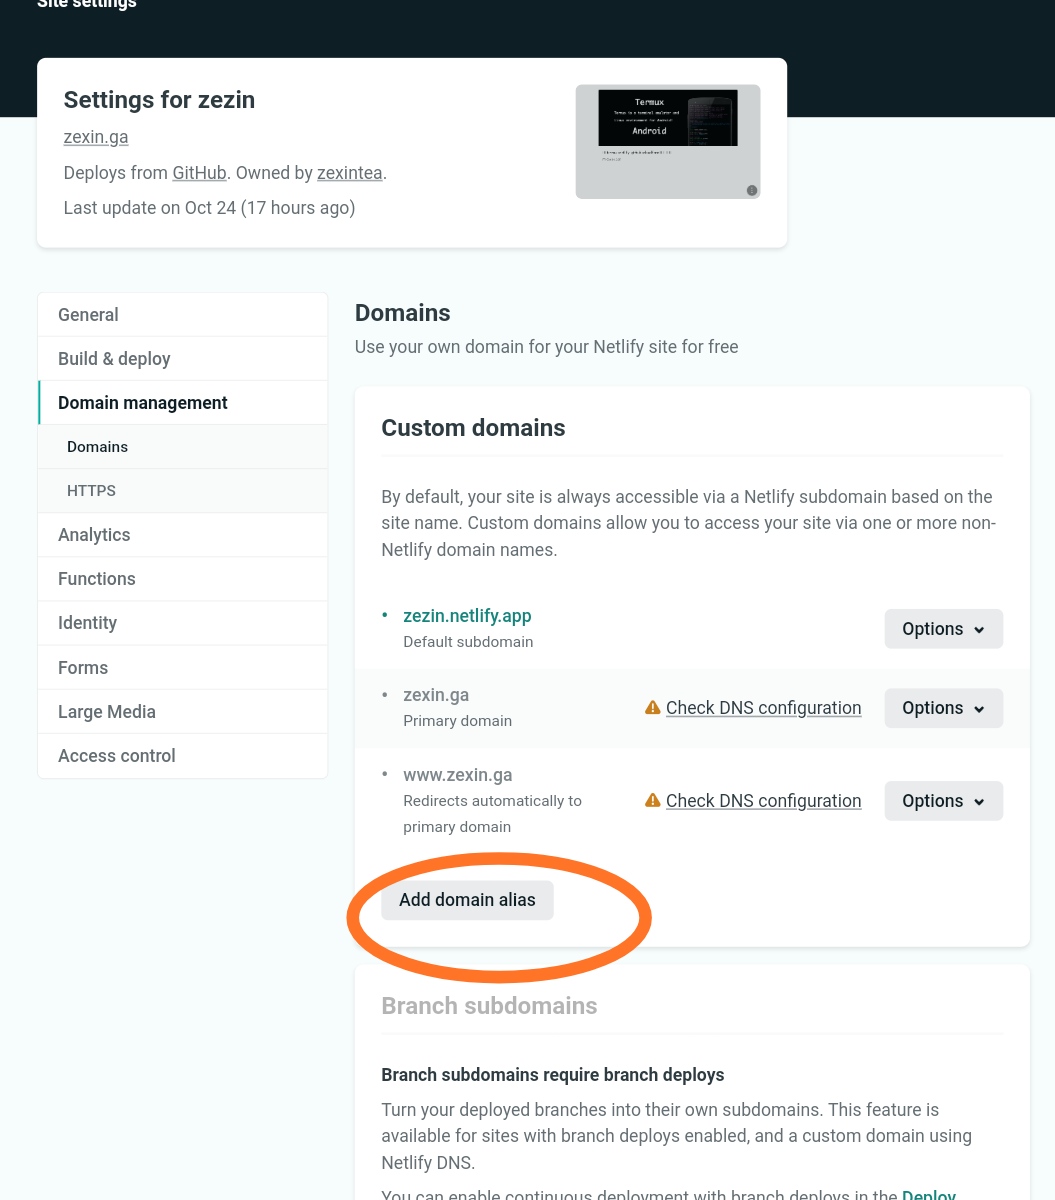 Site settings
Settings for zezin
zexin.ga
Deploys from GitHub. Owned by zexintea.
Last update on Oct 24 (17 hours ago)
Termux
Android
General
Build & deploy
Domain management
Domains
HTTPS
Analytics
Functions
Identity
Forms
Large Media
Access control
Domains
Use your own domain for your Netlify site for free
Custom domains
By default, your site is always accessible via a Netlify subdomain based on the
site name. Custom domains allow you to access your site via one or more non-
Netlify domain names.
• zezin.netlify.app
Default subdomain
Options
• zexin.ga
Primary domain
Check DNS configuration
Options
• www.zexin.ga
Redirects automatically to
primary domain
Check DNS configuration
Options
Add domain alias
Branch subdomains
Branch subdomains require branch deploys
Turn your deployed branches into their own subdomains. This feature is
available for sites with branch deploys enabled, and a custom domain using
Netlify DNS.
You can enable continuous deployment with branch deploys in the Deploy